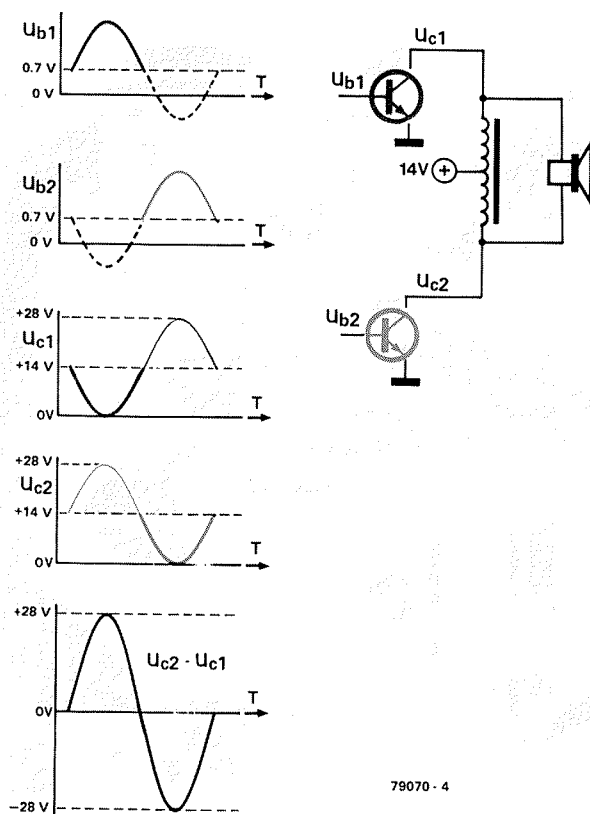 Ub1
0.7 V
0 V
T
Ub2
0.7 V
0 V
T
+28 V
Uc1
+14 V
0V
T
+28 V
Uc2
+14 V
0V
T
+28 V
Uc2 - Uc1
0V
T
−28 V
Uc1
Ub1
14V +
Uc2
Ub2
79070 - 4